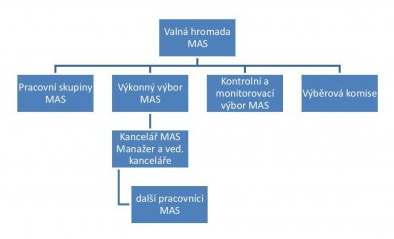 Valná hromada
MAS
Pracovní skupiny
MAS
Výkonný výbor
MAS
Kontrolní a
monitorovací
výbor MAS
Výběrová komise
Kancelář MAS
Manažer a ved.
kanceláře
další pracovníci
MAS